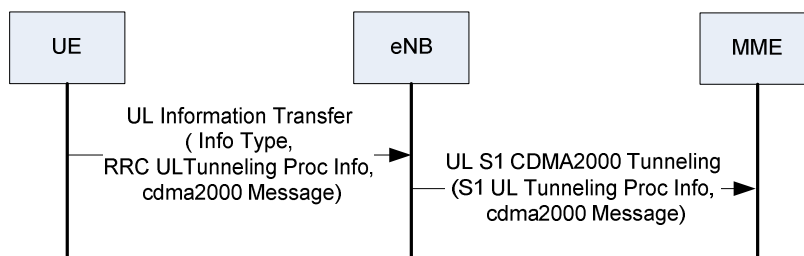 UE
eNB
MME
UL Information Transfer
( Info Type,
RRC ULTunneling Proc Info,
cdma2000 Message)
UL S1 CDMA2000 Tunneling
(S1 UL Tunneling Proc Info,
cdma2000 Message)